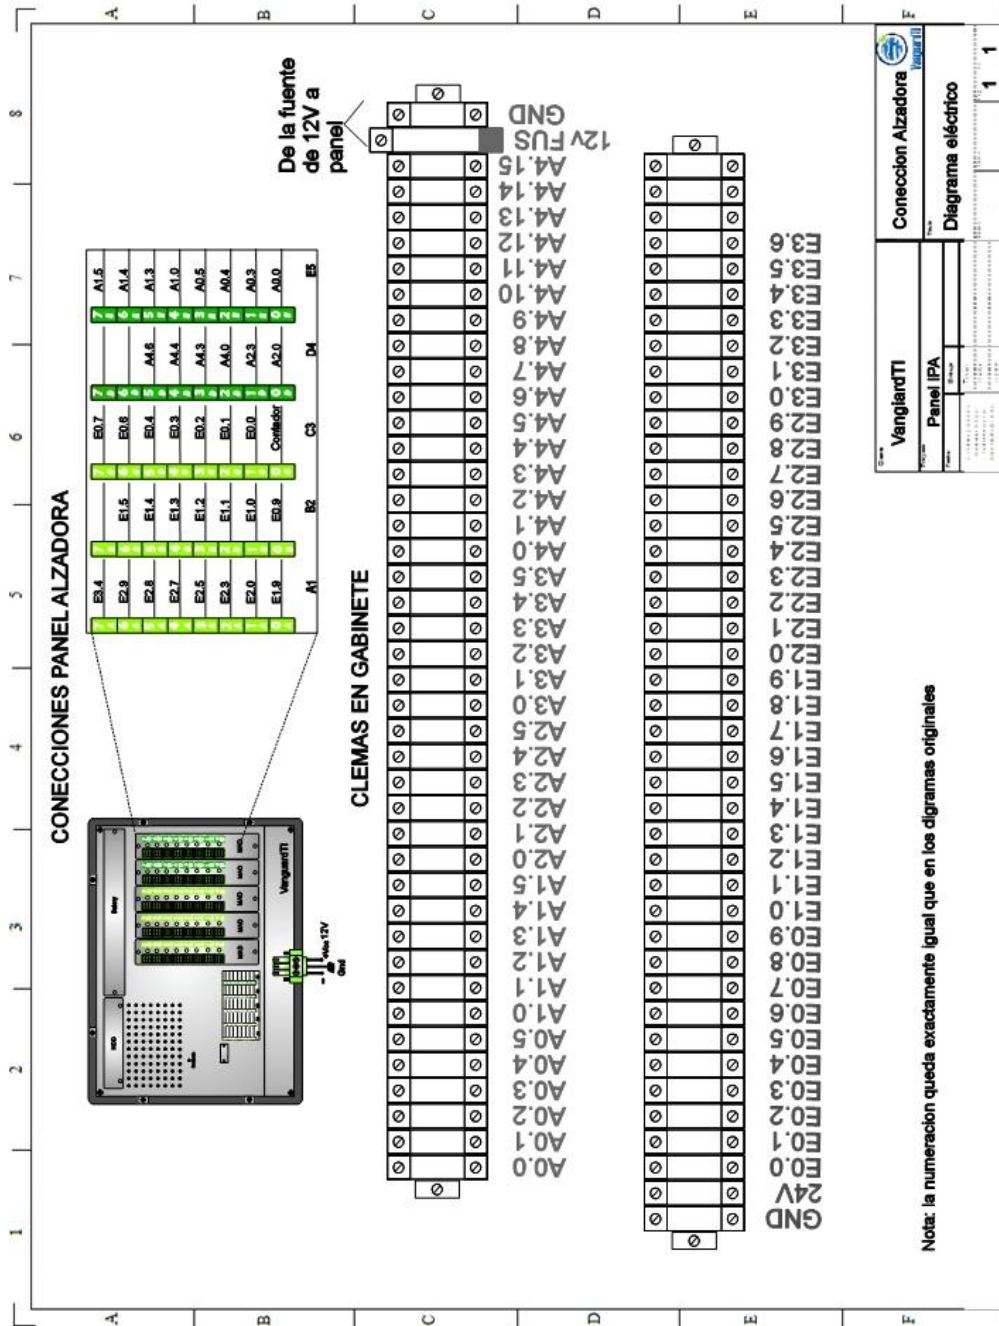 CONECCIONES PANEL ALZADORA
E3.4
E2.9
E2.8
E2.7
E2.5
E2.3
E2.0
E1.9
A1
E1.5
E1.4
E1.3
E1.2
E1.1
E1.0
E0.9
B2
E0.7
E0.6
E0.4
E0.3
E0.2
E0.1
E0.0
Contador
C3
A4.6
A4.4
A4.3
A4.0
A2.3
A2.0
D4
A1.5
A1.4
A1.3
A1.0
A0.5
A0.4
A0.3
A0.0
E5
HDD
VanguardTI
+Vcc 12V
Gnd
De la fuente
de 12V a
panel
CLEMAS EN GABINETE
A0.0 A0.1 A0.2 A0.3 A0.4 A0.5 A1.0 A1.1 A1.2 A1.3 A1.4 A1.5 A2.0 A2.1 A2.2 A2.3 A2.4 A2.5 A3.0 A3.1 A3.2 A3.3 A3.4 A3.5 A4.0 A4.1 A4.2 A4.3 A4.4 A4.5 A4.6 A4.7 A4.8 A4.9 A4.10 A4.11 A4.12 A4.13 A4.14 A4.15 12v FUS GND
GND 24V E0.0 E0.1 E0.2 E0.3 E0.4 E0.5 E0.6 E0.7 E0.8 E0.9 E1.0 E1.1 E1.2 E1.3 E1.4 E1.5 E1.6 E1.7 E1.8 E1.9 E2.0 E2.1 E2.2 E2.3 E2.4 E2.5 E2.6 E2.7 E2.8 E2.9 E3.0 E3.1 E3.2 E3.3 E3.4 E3.5 E3.6
Nota: la numeracion queda exactamente igual que en los digramas originales
VangiardTI
Panel IPA
Coneccion Alzadora
VanguardTI
Diagrama eléctrico
1 1
1 2 3 4 5 6 7 8
A B C D E F
A B C D E F